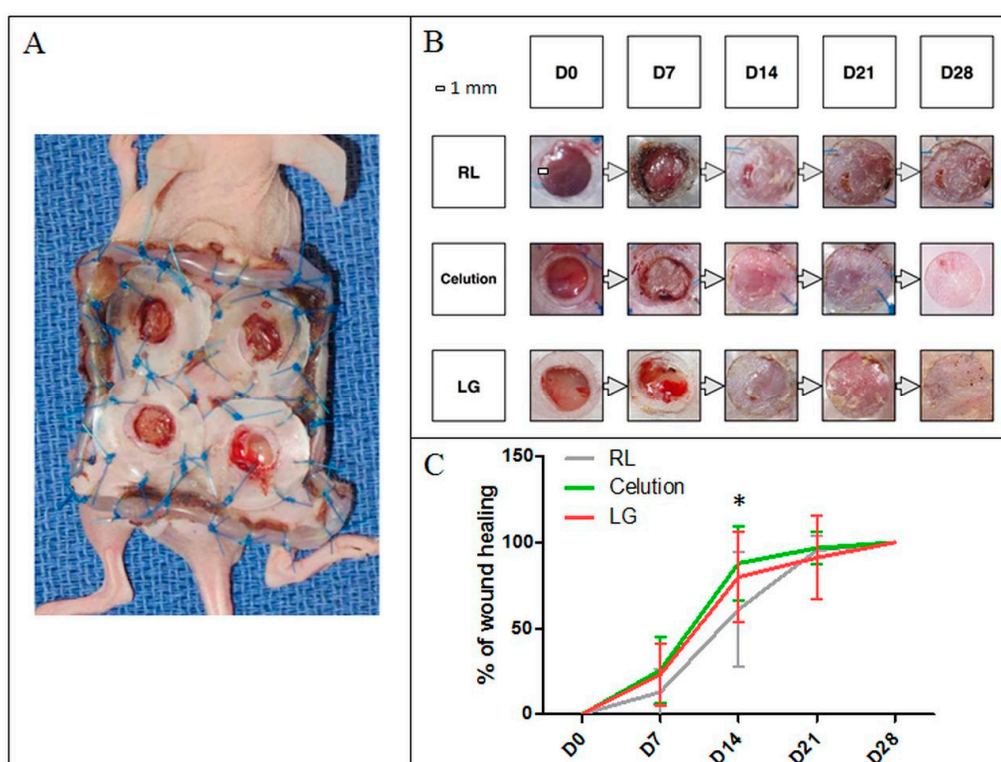 A
B
D0 D7 D14 D21 D28
1 mm
RL
Celution
LG
C
150
100
50
0
% of wound healing
RL
Celution
LG
*
D0 D7 D14 D21 D28